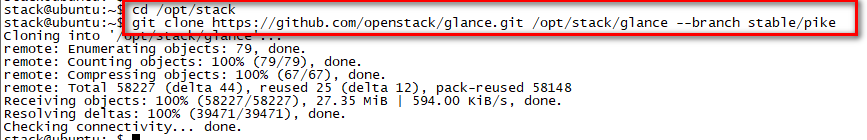 stack@ubuntu:~$ cd /opt/stack
stack@ubuntu:~$ git clone https://github.com/openstack/glance.git /opt/stack/glance --branch stable/pike
Cloning into '/opt/stack/glance'...
remote: Enumerating objects: 79, done.
remote: Counting objects: 100% (79/79), done.
remote: Compressing objects: 100% (67/67), done.
remote: Total 58227 (delta 44), reused 25 (delta 12), pack-reused 58148
Receiving objects: 100% (58227/58227), 27.35 MiB | 594.00 KiB/s, done.
Resolving deltas: 100% (39471/39471), done.
Checking connectivity... done.
stack@ubuntu:~$